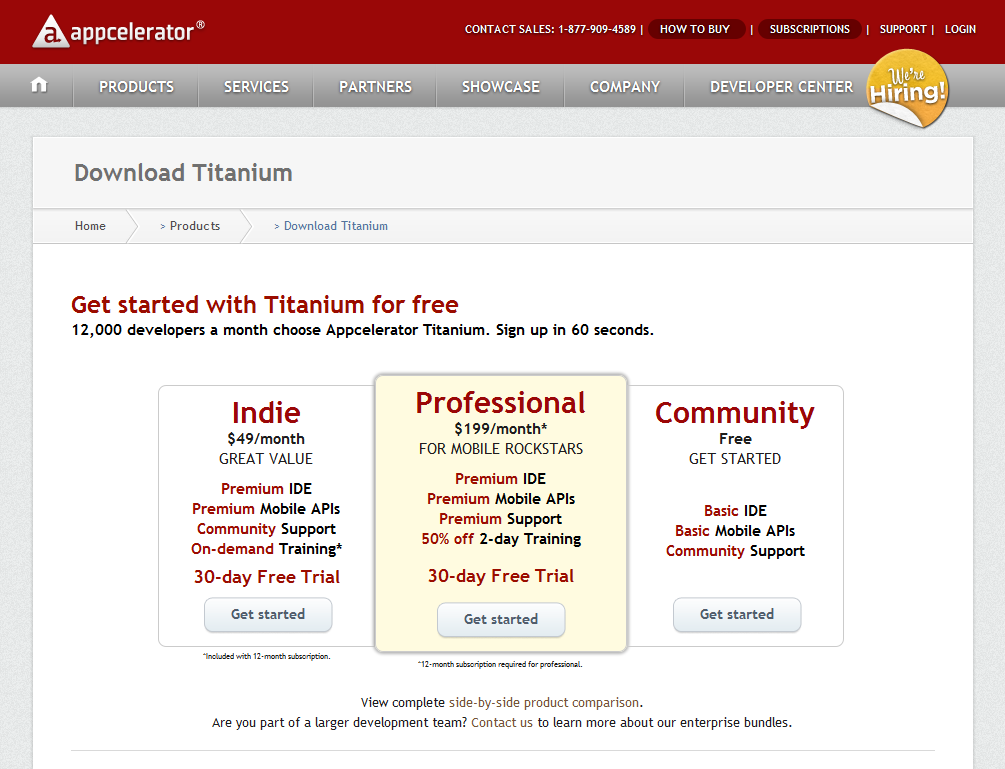 appcelerator®
CONTACT SALES: 1-877-909-4589 | HOW TO BUY | SUBSCRIPTIONS | SUPPORT | LOGIN
PRODUCTS SERVICES PARTNERS SHOWCASE COMPANY DEVELOPER CENTER
We're
Hiring!
Download Titanium
Home > Products > Download Titanium
Get started with Titanium for free
12,000 developers a month choose Appcelerator Titanium. Sign up in 60 seconds.
Indie
$49/month
GREAT VALUE
Premium IDE
Premium Mobile APIs
Community Support
On-demand Training*
30-day Free Trial
Get started
*Included with 12-month subscription.
Professional
$199/month*
FOR MOBILE ROCKSTARS
Premium IDE
Premium Mobile APIs
Premium Support
50% off 2-day Training
30-day Free Trial
Get started
*12-month subscription required for professional.
Community
Free
GET STARTED
Basic IDE
Basic Mobile APIs
Community Support
Get started
View complete side-by-side product comparison.
Are you part of a larger development team? Contact us to learn more about our enterprise bundles.